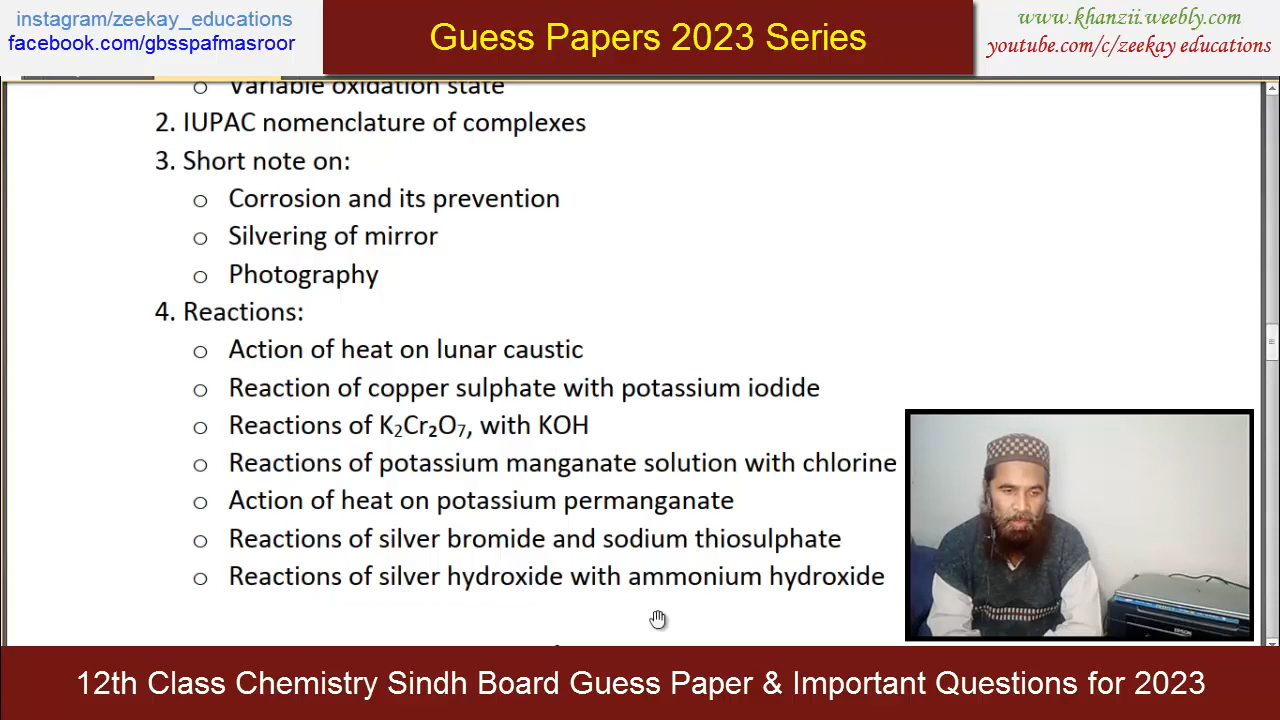 instagram/zeekay_educations
facebook.com/gbsspafmasroor
Guess Papers 2023 Series
www.khanzii.weebly.com
youtube.com/c/zeekay educations
o Variable oxidation state
2. IUPAC nomenclature of complexes
3. Short note on:
o Corrosion and its prevention
o Silvering of mirror
o Photography
4. Reactions:
o Action of heat on lunar caustic
o Reaction of copper sulphate with potassium iodide
o Reactions of K₂Cr₂O₇, with KOH
o Reactions of potassium manganate solution with chlorine
o Action of heat on potassium permanganate
o Reactions of silver bromide and sodium thiosulphate
o Reactions of silver hydroxide with ammonium hydroxide
EPSON
12th Class Chemistry Sindh Board Guess Paper & Important Questions for 2023